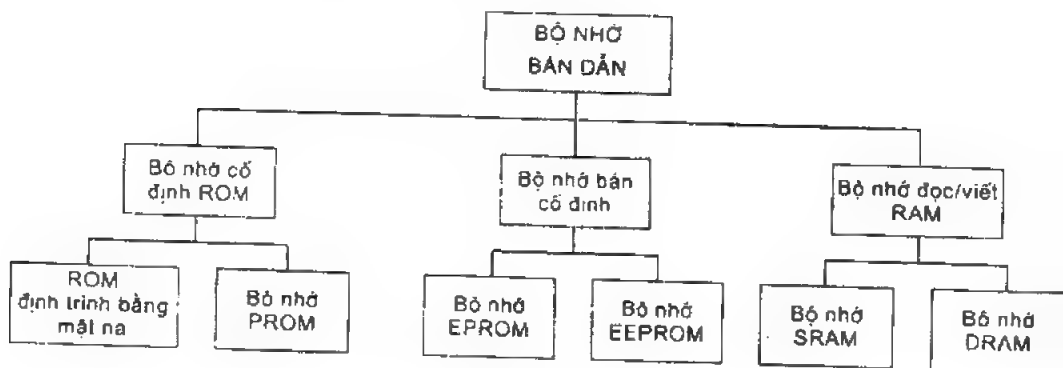 BỘ NHỚ
BÁN DẪN
Bộ nhớ cố
định ROM
Bộ nhớ bán
cố định
Bộ nhớ đọc/viết
RAM
ROM
định trình bằng
mặt nạ
Bộ nhớ
PROM
Bộ nhớ
EPROM
Bộ nhớ
EEPROM
Bộ nhớ
SRAM
Bộ nhớ
DRAM